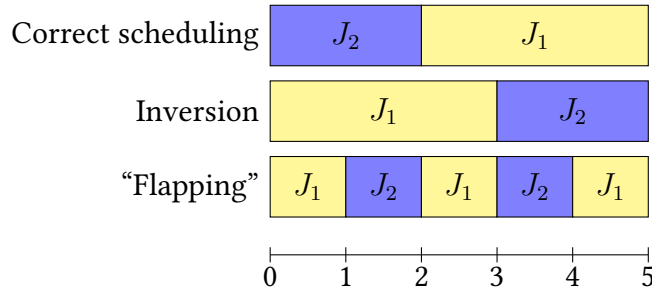 Correct scheduling J₂ J₁
Inversion J₁ J₂
“Flapping” J₁ J₂ J₁ J₂ J₁
0 1 2 3 4 5